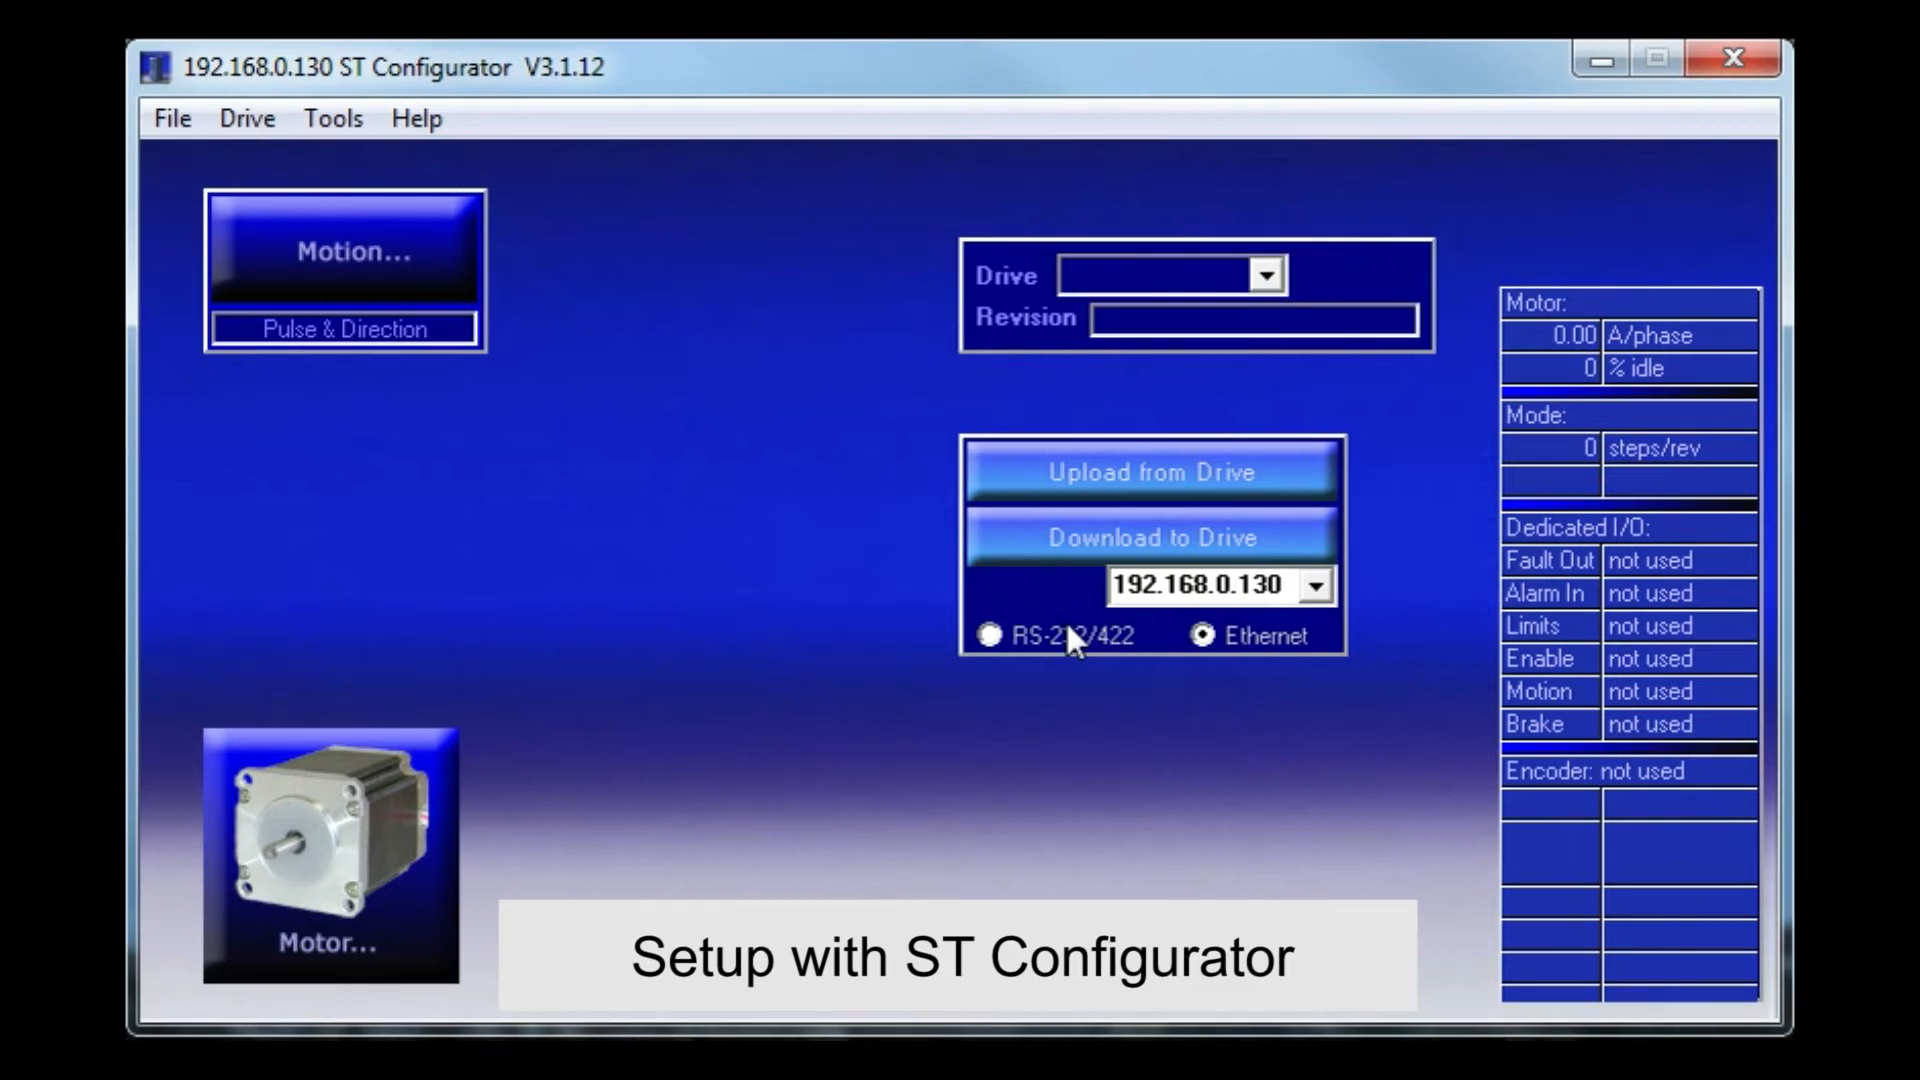 192.168.0.130 ST Configurator V3.1.12
File Drive Tools Help
Motion...
Pulse & Direction
Drive
Revision
Upload from Drive
Download to Drive
192.168.0.130
RS-232/422 Ethernet
Motor:
0.00 A/phase
0 % idle
Mode:
0 steps/rev
Dedicated I/O:
Fault Out not used
Alarm In not used
Limits not used
Enable not used
Motion not used
Brake not used
Encoder: not used
Motor...
Setup with ST Configurator